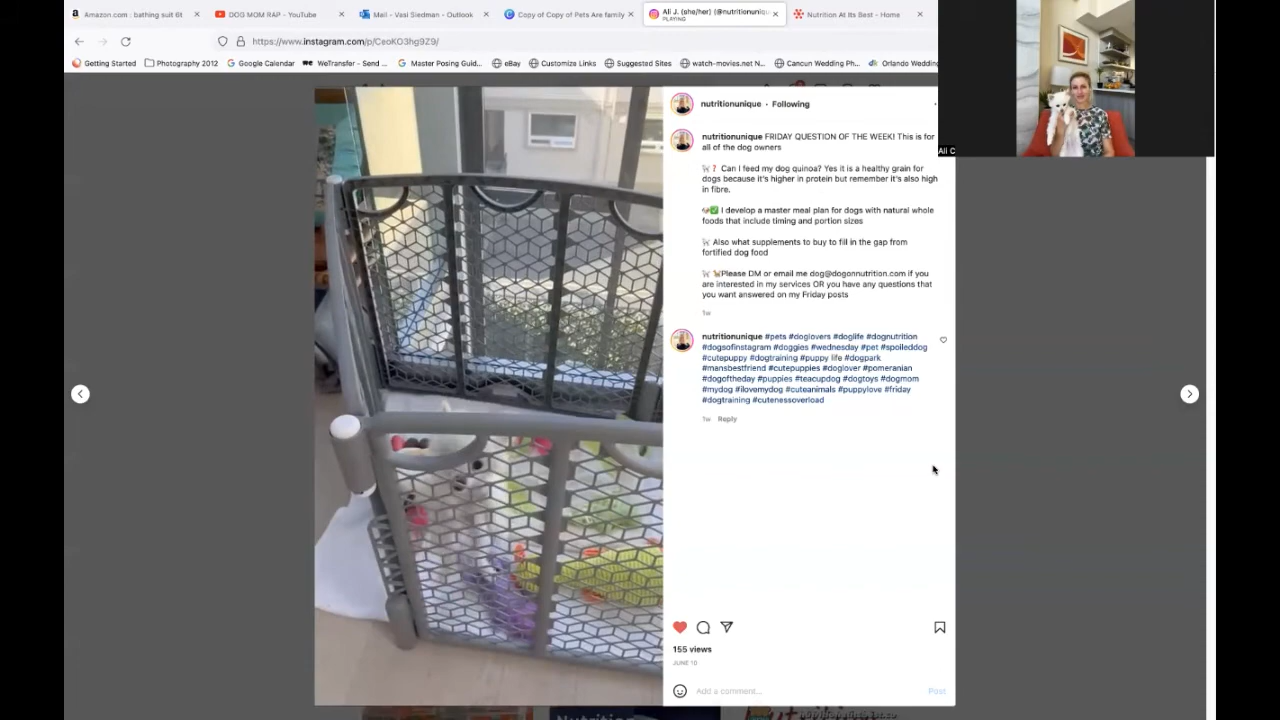 Amazon.com : bathing suit 6t
DOG MOM RAP - YouTube
Mail - Vasi Siedman - Outlook
Copy of Copy of Pets Are family
Ali J. (she/her) (@nutritionuniqu
PLAYING
Nutrition At Its Best - Home
https://www.instagram.com/p/CeoKO3hg9Z9/
Getting Started
Photography 2012
Google Calendar
WeTransfer - Send ...
Master Posing Guid...
eBay
Customize Links
Suggested Sites
watch-movies.net N...
Cancun Wedding Ph...
Orlando Wedding
Ali C
nutritionunique • Following
nutritionunique FRIDAY QUESTION OF THE WEEK! This is for
all of the dog owners
🐩❓ Can I feed my dog quinoa? Yes it is a healthy grain for
dogs because it's higher in protein but remember it's also high
in fibre.
🐶✅ I develop a master meal plan for dogs with natural whole
foods that include timing and portion sizes
🐩 Also what supplements to buy to fill in the gap from
fortified dog food
🐩 🐕Please DM or email me dog@dogonnutrition.com if you
are interested in my services OR you have any questions that
you want answered on my Friday posts
1w
nutritionunique #pets #doglovers #doglife #dognutrition
#dogsofinstagram #doggies #wednesday #pet #spoileddog
#cutepuppy #dogtraining #puppy life #dogpark
#mansbestfriend #cutepuppies #doglover #pomeranian
#dogoftheday #puppies #teacupdog #dogtoys #dogmom
#mydog #ilovemydog #cuteanimals #puppylove #friday
#dogtraining #cutenessoverload
1w Reply
155 views
JUNE 10
Add a comment...
Post
Nutrition